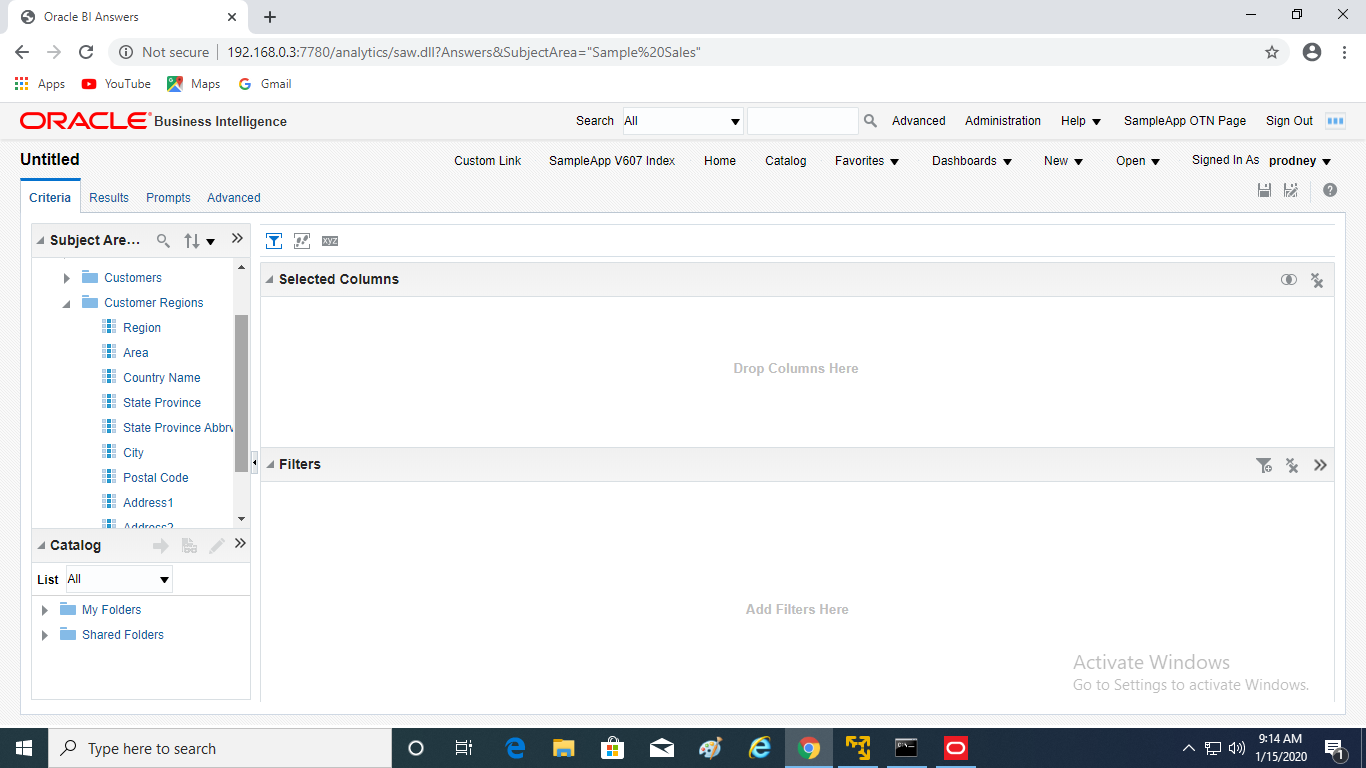 Oracle BI Answers
Not secure 192.168.0.3:7780/analytics/saw.dll?Answers&SubjectArea="Sample%20Sales"
Apps YouTube Maps Gmail
ORACLE Business Intelligence Search All Advanced Administration Help SampleApp OTN Page Sign Out
Untitled Custom Link SampleApp V607 Index Home Catalog Favorites Dashboards New Open Signed In As prodney
Criteria Results Prompts Advanced
Subject Are...
xyz
Customers
Customer Regions
Region
Area
Country Name
State Province
State Province Abbrv
City
Postal Code
Address1
Address2
Selected Columns
Drop Columns Here
Filters
Add Filters Here
Catalog
List All
My Folders
Shared Folders
Activate Windows
Go to Settings to activate Windows.
Type here to search
9:14 AM
1/15/2020
1